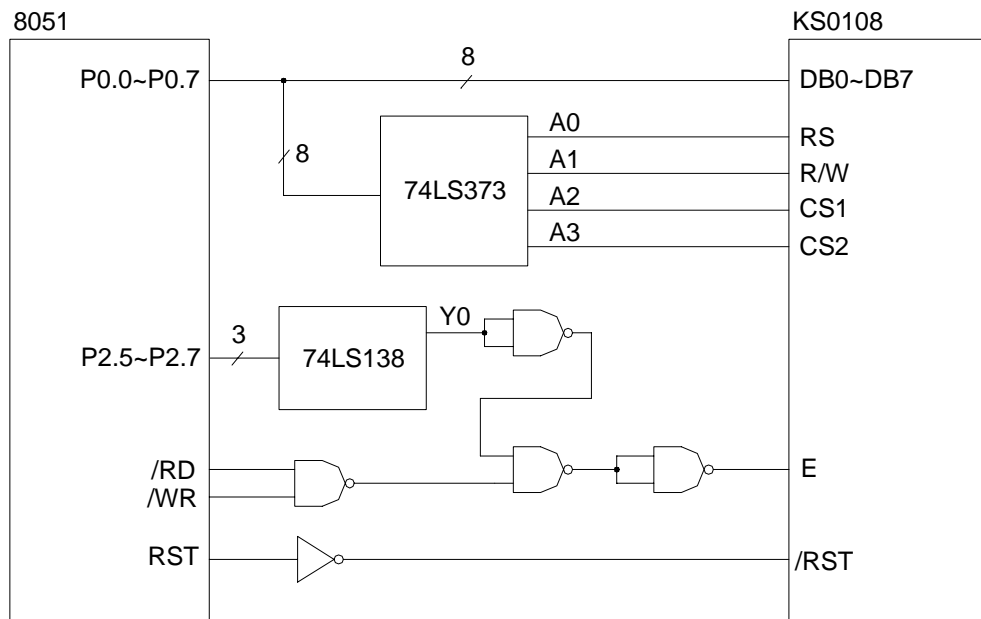 8051 KS0108
P0.0~P0.7 8 DB0~DB7
A0 RS
8 A1 R/W
74LS373 A2 CS1
A3 CS2
Y0
3
P2.5~P2.7 74LS138
/RD E
/WR
RST /RST